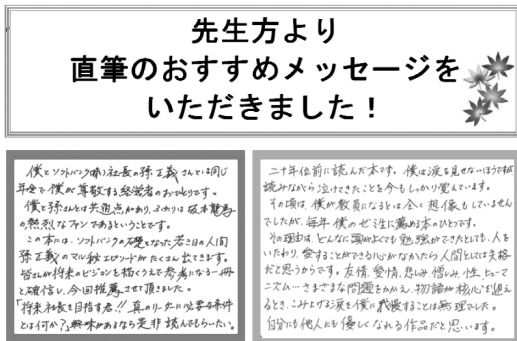 先生方より
直筆のおすすめメッセージを
いただきました！
僕とソフトバンク㈱社長の孫正義さんとは同じ
年令で僕が尊敬する経営者のおひとりです。
僕と孫さんとは共通点があり、ふたりは坂本龍馬
の熱烈なファンであるということです。
この本には、ソフトバンクの礎となった若き日の人間
孫正義のマル秘エピソードがたくさん出てきます。
皆さんが将来のビジョンを描くうえで参考になる一冊
と確信し、今回推薦させて頂きました。
「将来社長を目指す君!! 真のリーダーに必要な条件
とは何か?」興味があるなら是非読んでもらいたい。
二十年位前に読んだ本です。僕は涙を見せないほうですが
読みながら泣けてきたことを今もしっかり覚えています。
その頃は、僕が教員になるとは全く想像もしていません
でしたが、毎年僕のゼミ生に薦める本のひとつです。
その理由は どんなに頭がよくても勉強ができたとしても、人を
いたわり、愛することができる心がなかったら人間としては失格
だと思うからです。友情、愛情、悲しみ、憎しみ、性、ヒューマ
ニズム…さまざまな問題をかかえ、物語が核心を迎え
るとき、こみ上げる涙を僕に我慢することは無理でした。
自分にも他人にも優しくなれる作品だと思います。